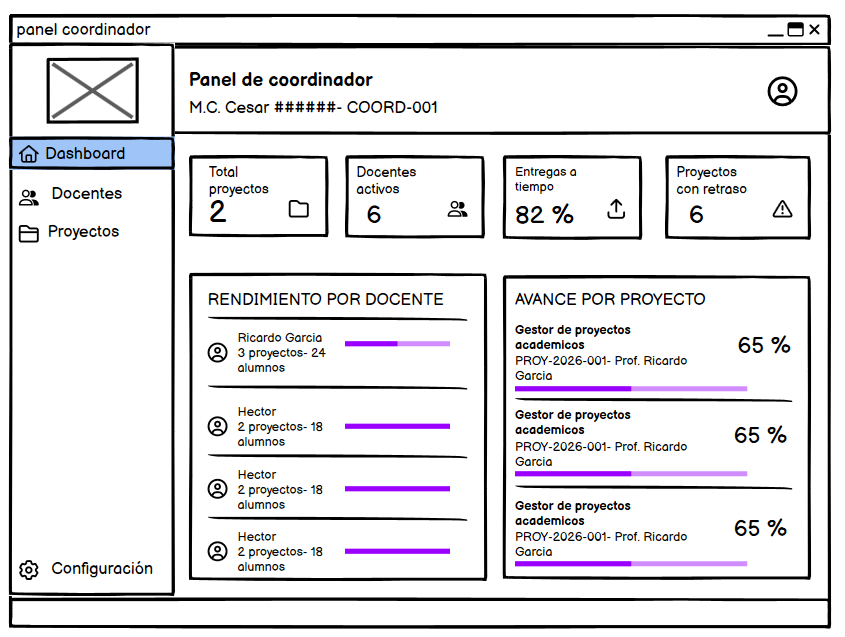 panel coordinador
Panel de coordinador
M.C. Cesar ######- COORD-001
Dashboard
Docentes
Proyectos
Configuración
Total
proyectos
2
Docentes
activos
6
Entregas a
tiempo
82 %
Proyectos
con retraso
6
RENDIMIENTO POR DOCENTE
Ricardo Garcia
3 proyectos- 24
alumnos
Hector
2 proyectos- 18
alumnos
Hector
2 proyectos- 18
alumnos
Hector
2 proyectos- 18
alumnos
AVANCE POR PROYECTO
Gestor de proyectos
academicos
PROY-2026-001- Prof. Ricardo
Garcia
65 %
Gestor de proyectos
academicos
PROY-2026-001- Prof. Ricardo
Garcia
65 %
Gestor de proyectos
academicos
PROY-2026-001- Prof. Ricardo
Garcia
65 %